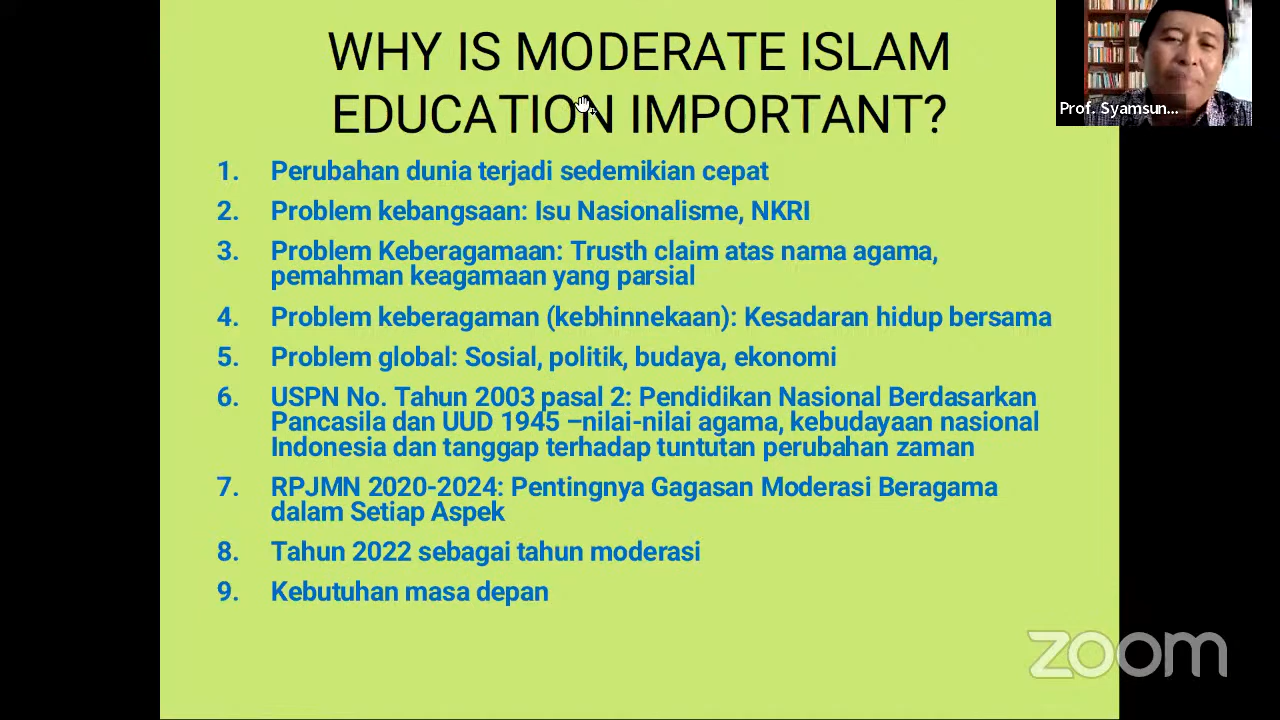 WHY IS MODERATE ISLAM
EDUCATION IMPORTANT?
Prof. Syamsun...
1. Perubahan dunia terjadi sedemikian cepat
2. Problem kebangsaan: Isu Nasionalisme, NKRI
3. Problem Keberagamaan: Trusth claim atas nama agama,
pemahman keagamaan yang parsial
4. Problem keberagaman (kebhinnekaan): Kesadaran hidup bersama
5. Problem global: Sosial, politik, budaya, ekonomi
6. USPN No. Tahun 2003 pasal 2: Pendidikan Nasional Berdasarkan
Pancasila dan UUD 1945 –nilai-nilai agama, kebudayaan nasional
Indonesia dan tanggap terhadap tuntutan perubahan zaman
7. RPJMN 2020-2024: Pentingnya Gagasan Moderasi Beragama
dalam Setiap Aspek
8. Tahun 2022 sebagai tahun moderasi
9. Kebutuhan masa depan
zoom